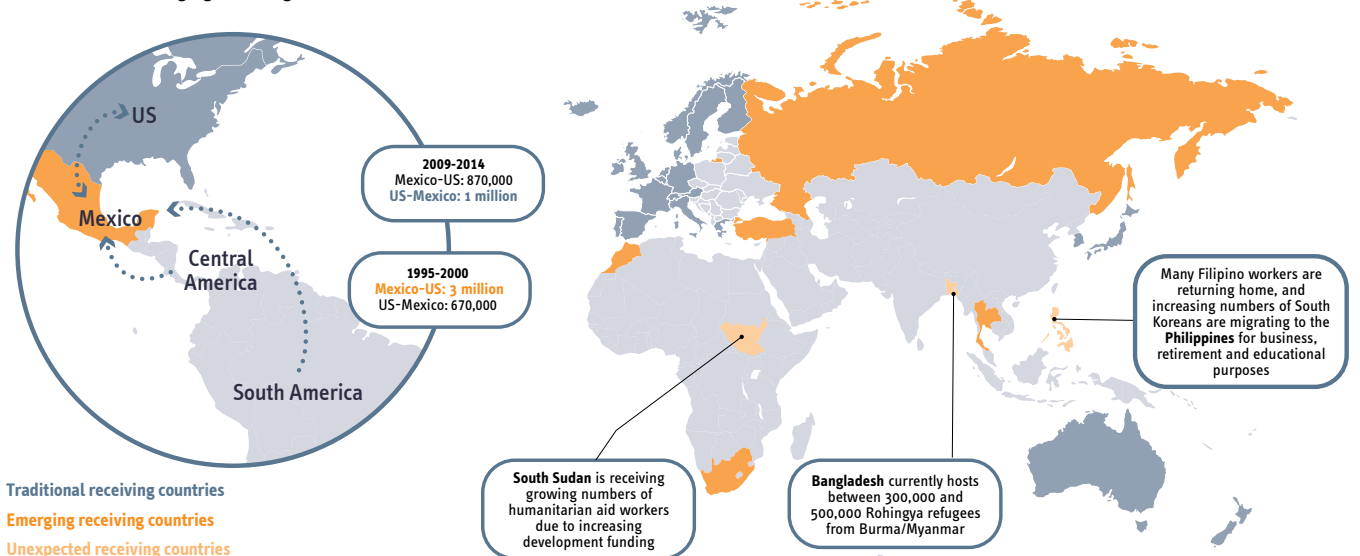 US
Mexico
Central
America
South America
2009-2014
Mexico-US: 870,000
US-Mexico: 1 million
1995-2000
Mexico-US: 3 million
US-Mexico: 670,000
Many Filipino workers are
returning home, and
increasing numbers of South
Koreans are migrating to the
Philippines for business,
retirement and educational
purposes
South Sudan is receiving
growing numbers of
humanitarian aid workers
due to increasing
development funding
Bangladesh currently hosts
between 300,000 and
500,000 Rohingya refugees
from Burma/Myanmar
Traditional receiving countries
Emerging receiving countries
Unexpected receiving countries